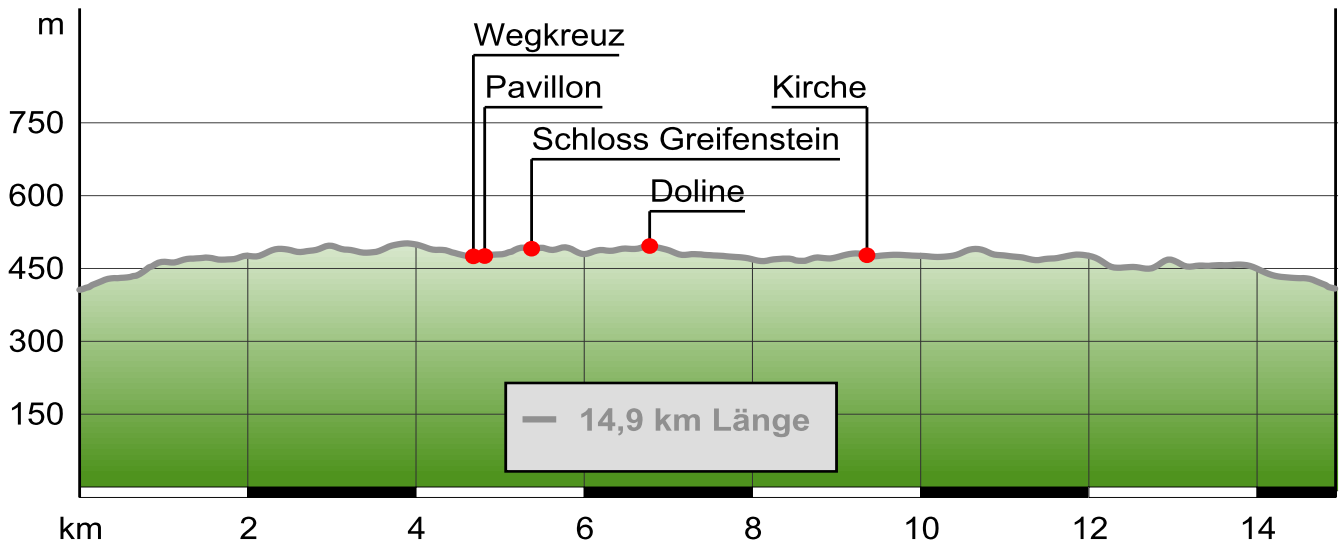 m
Wegkreuz
Pavillon
Kirche
750
Schloss Greifenstein
600
Doline
450
300
150
14,9 km Länge
km 2 4 6 8 10 12 14